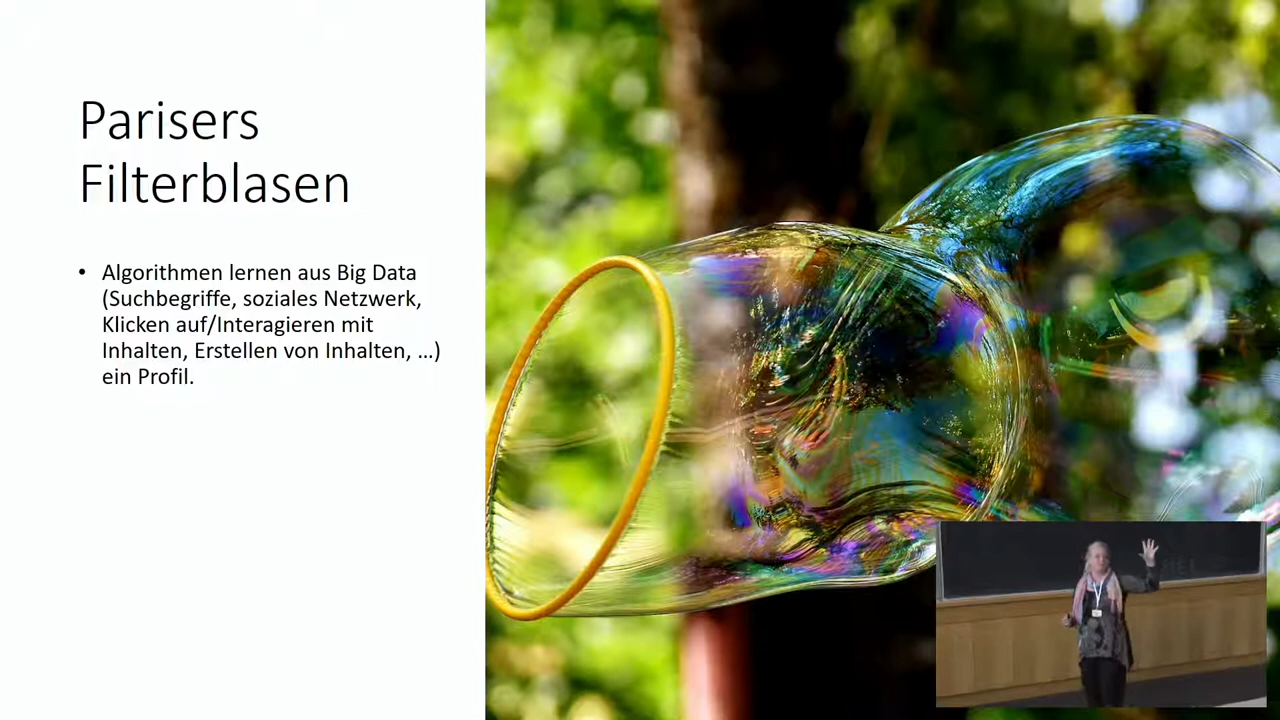 Parisers
Filterblasen
• Algorithmen lernen aus Big Data
(Suchbegriffe, soziales Netzwerk,
Klicken auf/Interagieren mit
Inhalten, Erstellen von Inhalten, …)
ein Profil.